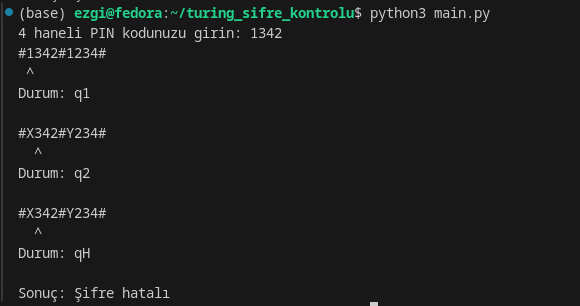 (base) ezgi@fedora:~/turing_sifre_kontrolu$ python3 main.py
4 haneli PIN kodunuzu girin: 1342
#1342#1234#
 ^
Durum: q1
#X342#Y234#
  ^
Durum: q2
#X342#Y234#
  ^
Durum: qH
Sonuç: Şifre hatalı